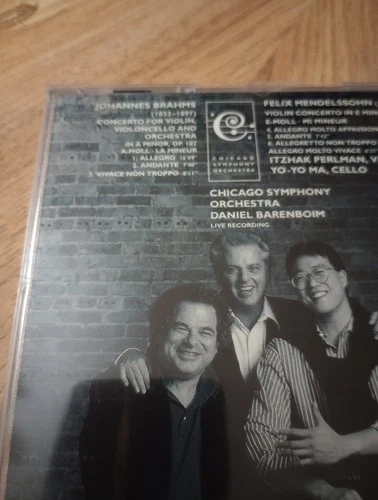 JOHANNES BRAHMS
(1833–1897)
CONCERTO FOR VIOLIN,
VIOLONCELLO AND
ORCHESTRA
IN A MINOR, OP. 102
A-MOLL · LA MINEUR
1. ALLEGRO
2. ANDANTE
3. VIVACE NON TROPPO
CHICAGO
SYMPHONY
ORCHESTRA
FELIX MENDELSSOHN
VIOLIN CONCERTO IN E MIN
E-MOLL · MI MINEUR
4. ALLEGRO MOLTO APPASSION
5. ANDANTE
6. ALLEGRETTO NON TROPPO
ALLEGRO MOLTO VIVACE
ITZHAK PERLMAN, V
YO-YO MA, CELLO
CHICAGO SYMPHONY
ORCHESTRA
DANIEL BARENBOIM
LIVE RECORDING